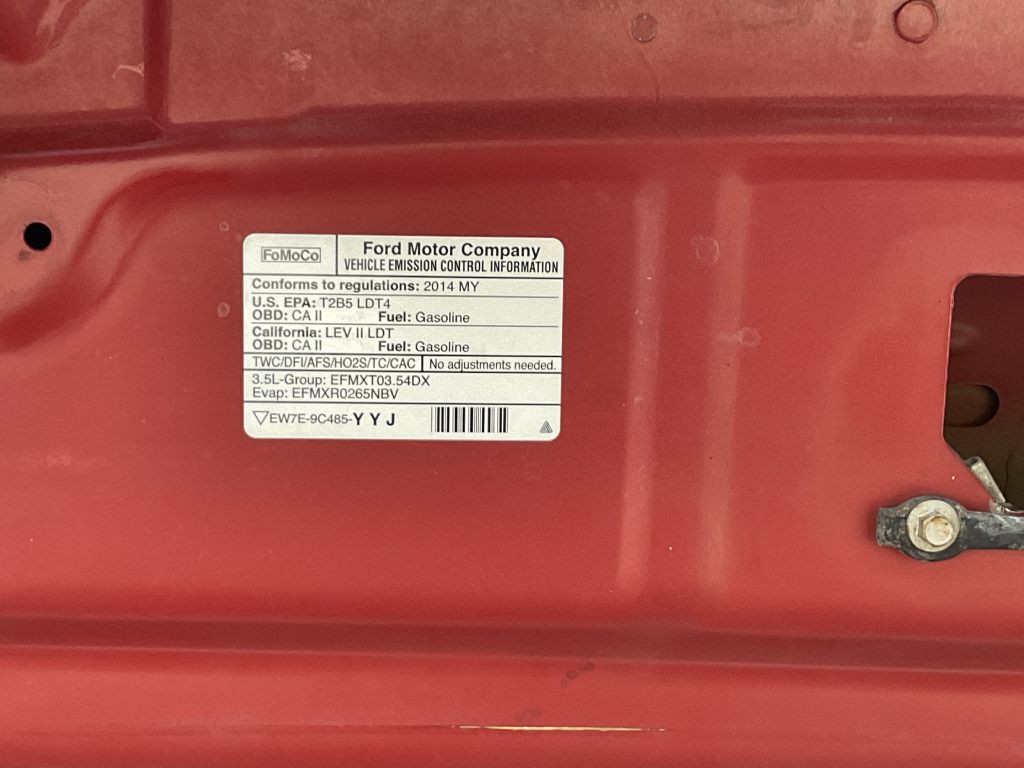 FoMoCo
Ford Motor Company
VEHICLE EMISSION CONTROL INFORMATION
Conforms to regulations: 2014 MY
U.S. EPA: T2B5 LDT4
OBD: CA II Fuel: Gasoline
California: LEV II LDT
OBD: CA II Fuel: Gasoline
TWC/DFI/AFS/HO2S/TC/CAC No adjustments needed.
3.5L-Group: EFMXT03.54DX
Evap: EFMXR0265NBV
EW7E-9C485-Y Y J